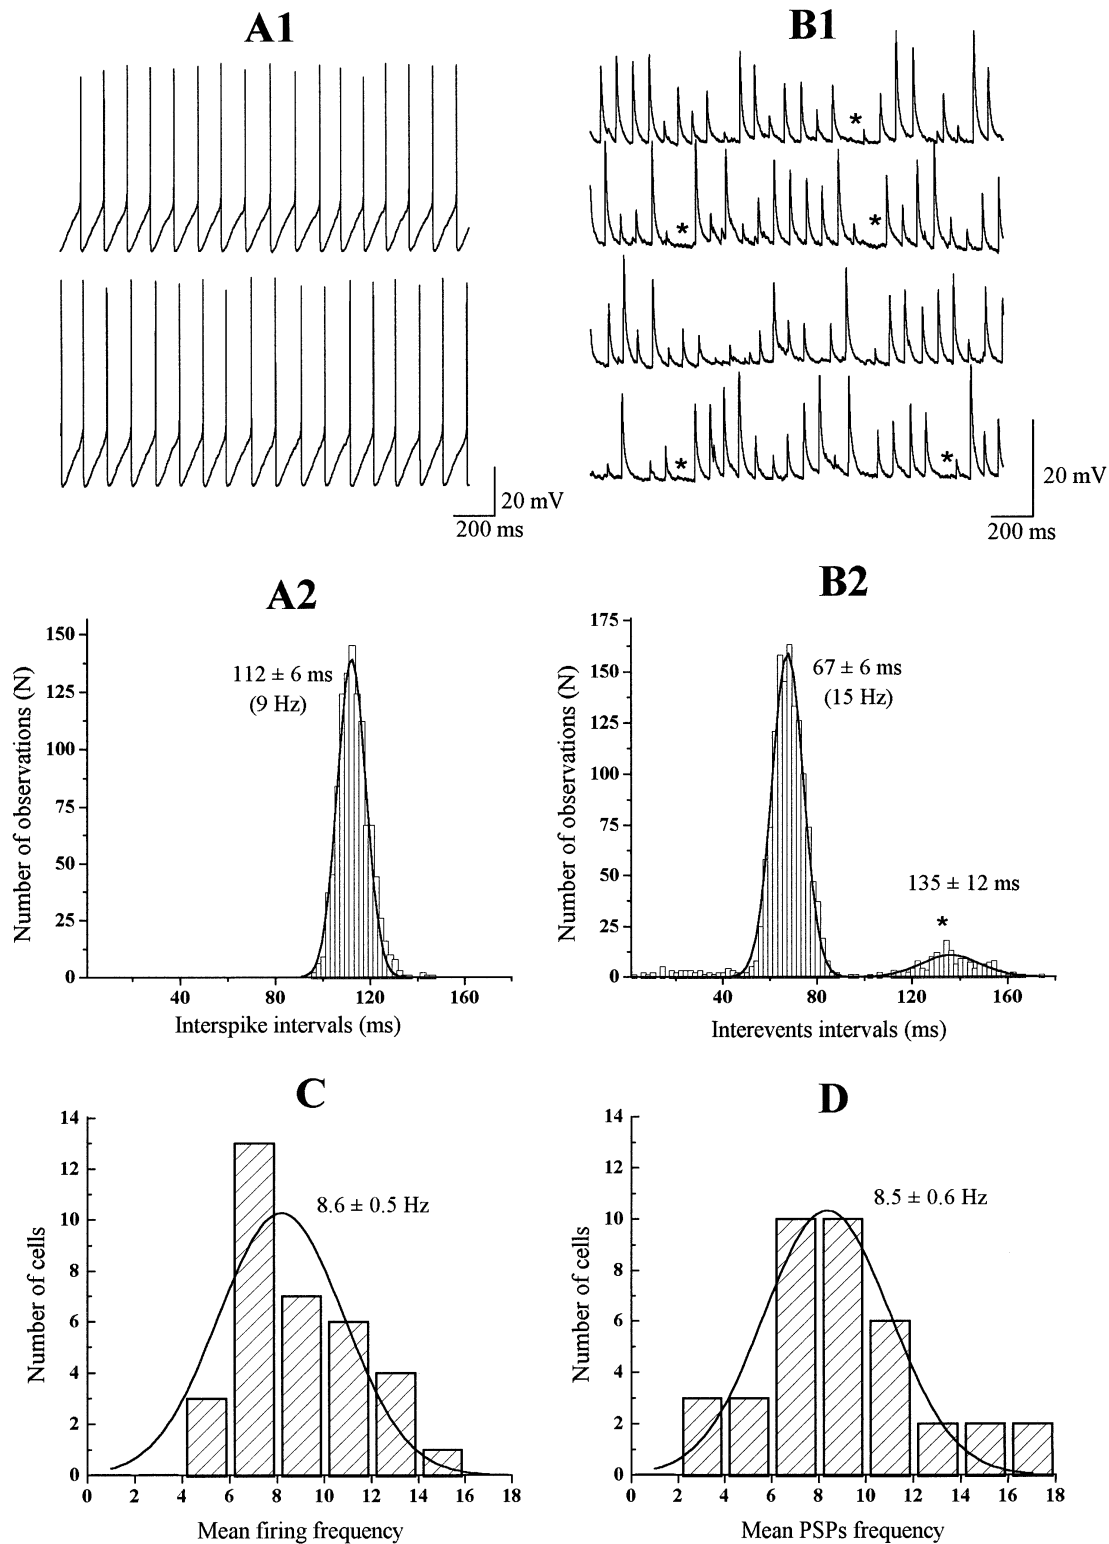 A1
B1
*
*
*
*
*
20 mV
200 ms
20 mV
200 ms
A2
B2
Number of observations (N)
150
100
75
50
25
0
112 ± 6 ms
(9 Hz)
40
80
120
160
Interspike intervals (ms)
Number of observations (N)
175
150
125
100
75
50
25
0
67 ± 6 ms
(15 Hz)
135 ± 12 ms
*
40
80
120
160
Interevents intervals (ms)
C
D
Number of cells
14
12
10
8
6
4
2
0
8.6 ± 0.5 Hz
0 2 4 6 8 10 12 14 16 18
Mean firing frequency
Number of cells
14
12
10
8
6
4
2
0
8.5 ± 0.6 Hz
0 2 4 6 8 10 12 14 16 18
Mean PSPs frequency